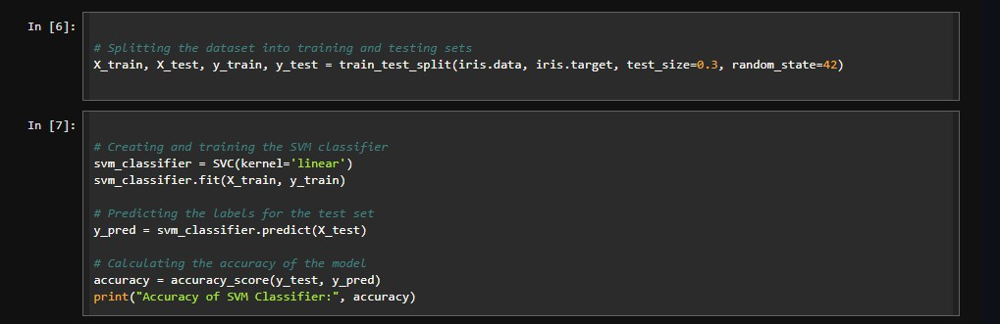 In [6]:
# Splitting the dataset into training and testing sets
X_train, X_test, y_train, y_test = train_test_split(iris.data, iris.target, test_size=0.3, random_state=42)
In [7]:
# Creating and training the SVM classifier
svm_classifier = SVC(kernel='linear')
svm_classifier.fit(X_train, y_train)
# Predicting the labels for the test set
y_pred = svm_classifier.predict(X_test)
# Calculating the accuracy of the model
accuracy = accuracy_score(y_test, y_pred)
print("Accuracy of SVM Classifier:", accuracy)